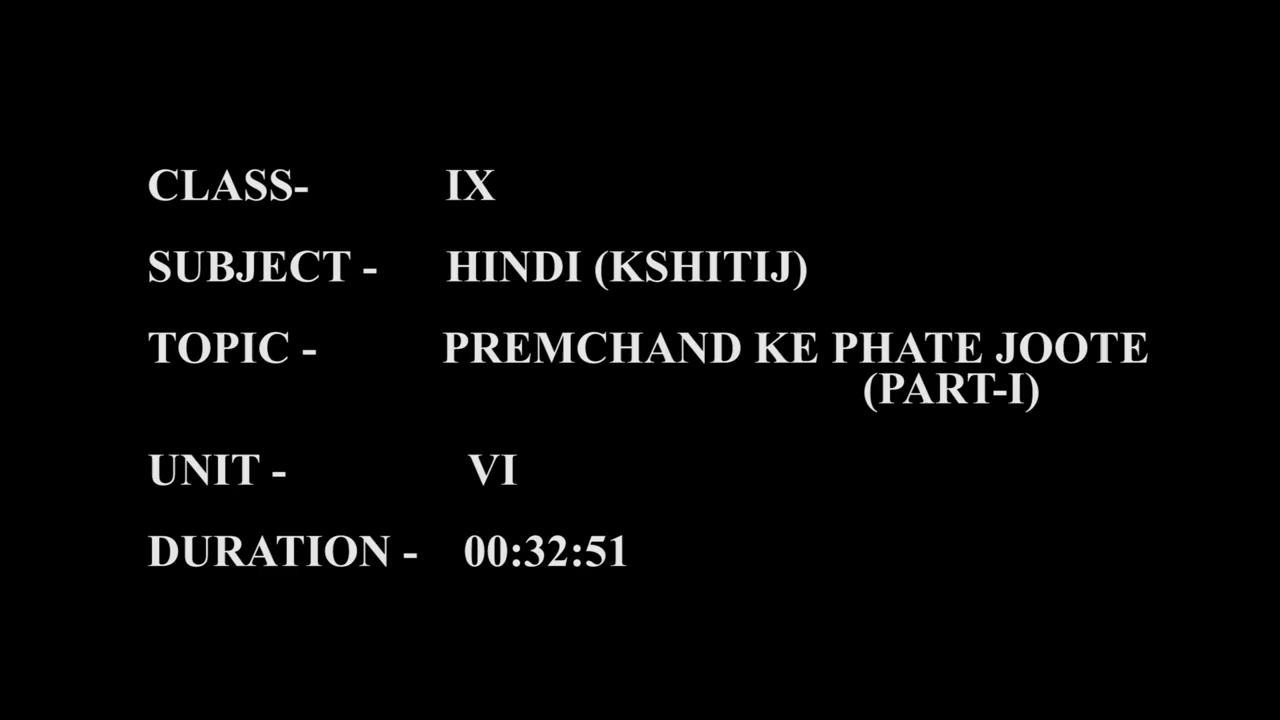 CLASS- IX
SUBJECT - HINDI (KSHITIJ)
TOPIC - PREMCHAND KE PHATE JOOTE
(PART-I)
UNIT - VI
DURATION - 00:32:51